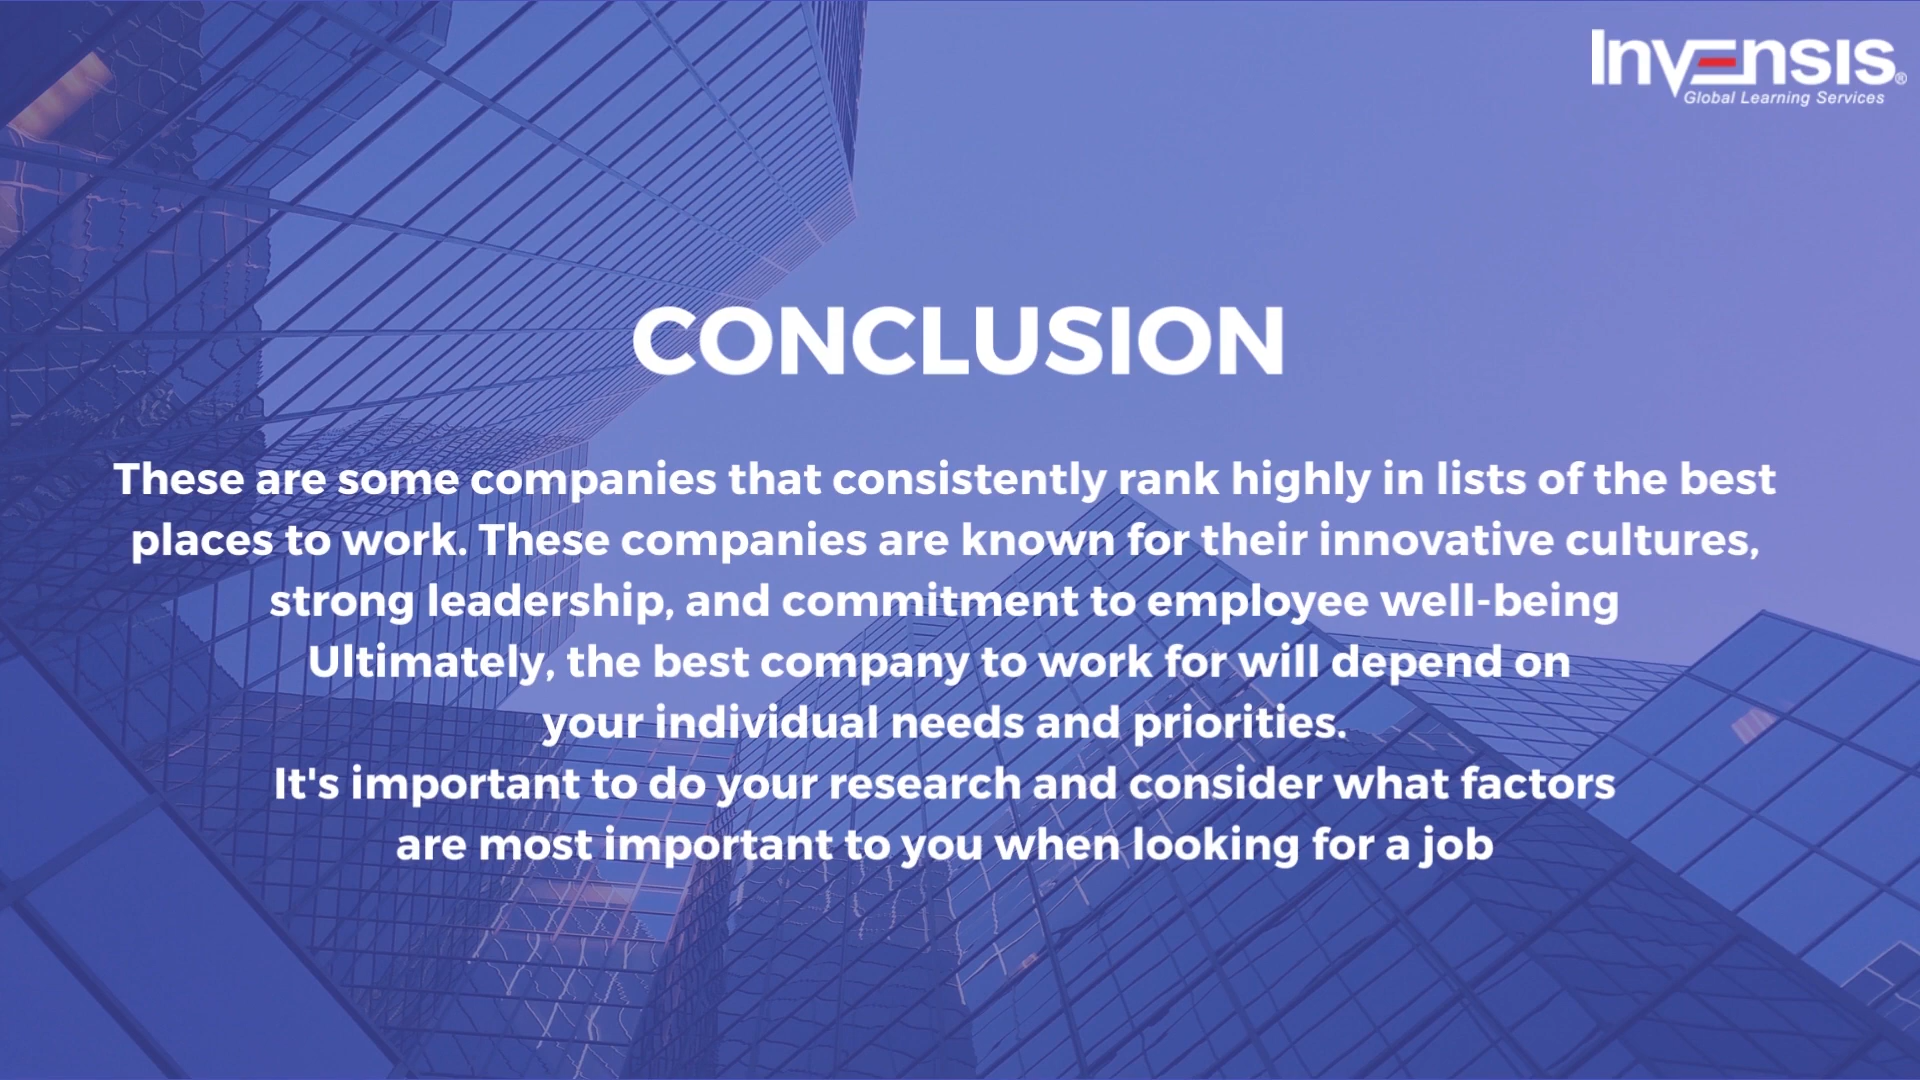 Invensis®
Global Learning Services
CONCLUSION
These are some companies that consistently rank highly in lists of the best
places to work. These companies are known for their innovative cultures,
strong leadership, and commitment to employee well-being
Ultimately, the best company to work for will depend on
your individual needs and priorities.
It's important to do your research and consider what factors
are most important to you when looking for a job